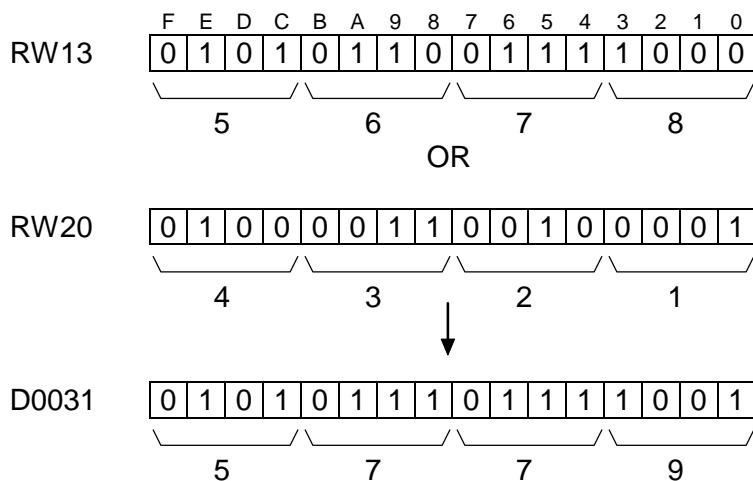 F E D C B A 9 8 7 6 5 4 3 2 1 0
RW13 0 1 0 1 0 1 1 0 0 1 1 1 1 0 0 0
5 6 7 8
OR
RW20 0 1 0 0 0 0 1 1 0 0 1 0 0 0 0 1
4 3 2 1
D0031 0 1 0 1 0 1 1 1 0 1 1 1 1 0 0 1
5 7 7 9